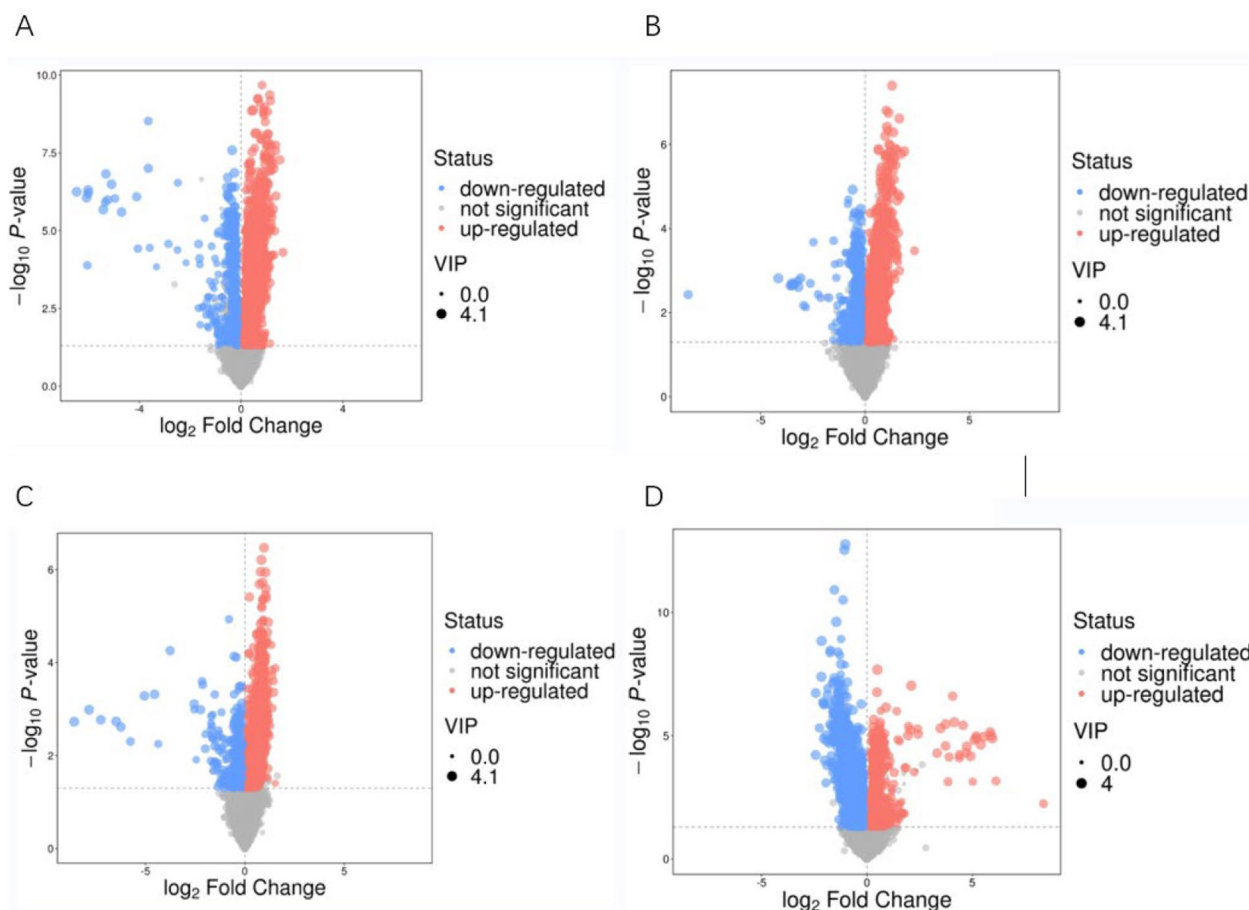 A
10.0
7.5
5.0
2.5
0.0
−log10 P-value
-4
0
4
log2 Fold Change
Status
down-regulated
not significant
up-regulated
VIP
0.0
4.1
B
6
4
2
0
−log10 P-value
-5
0
5
log2 Fold Change
Status
down-regulated
not significant
up-regulated
VIP
0.0
4.1
C
6
4
2
0
−log10 P-value
-5
0
5
log2 Fold Change
Status
down-regulated
not significant
up-regulated
VIP
0.0
4.1
D
10
5
0
−log10 P-value
-5
0
5
log2 Fold Change
Status
down-regulated
not significant
up-regulated
VIP
0.0
4